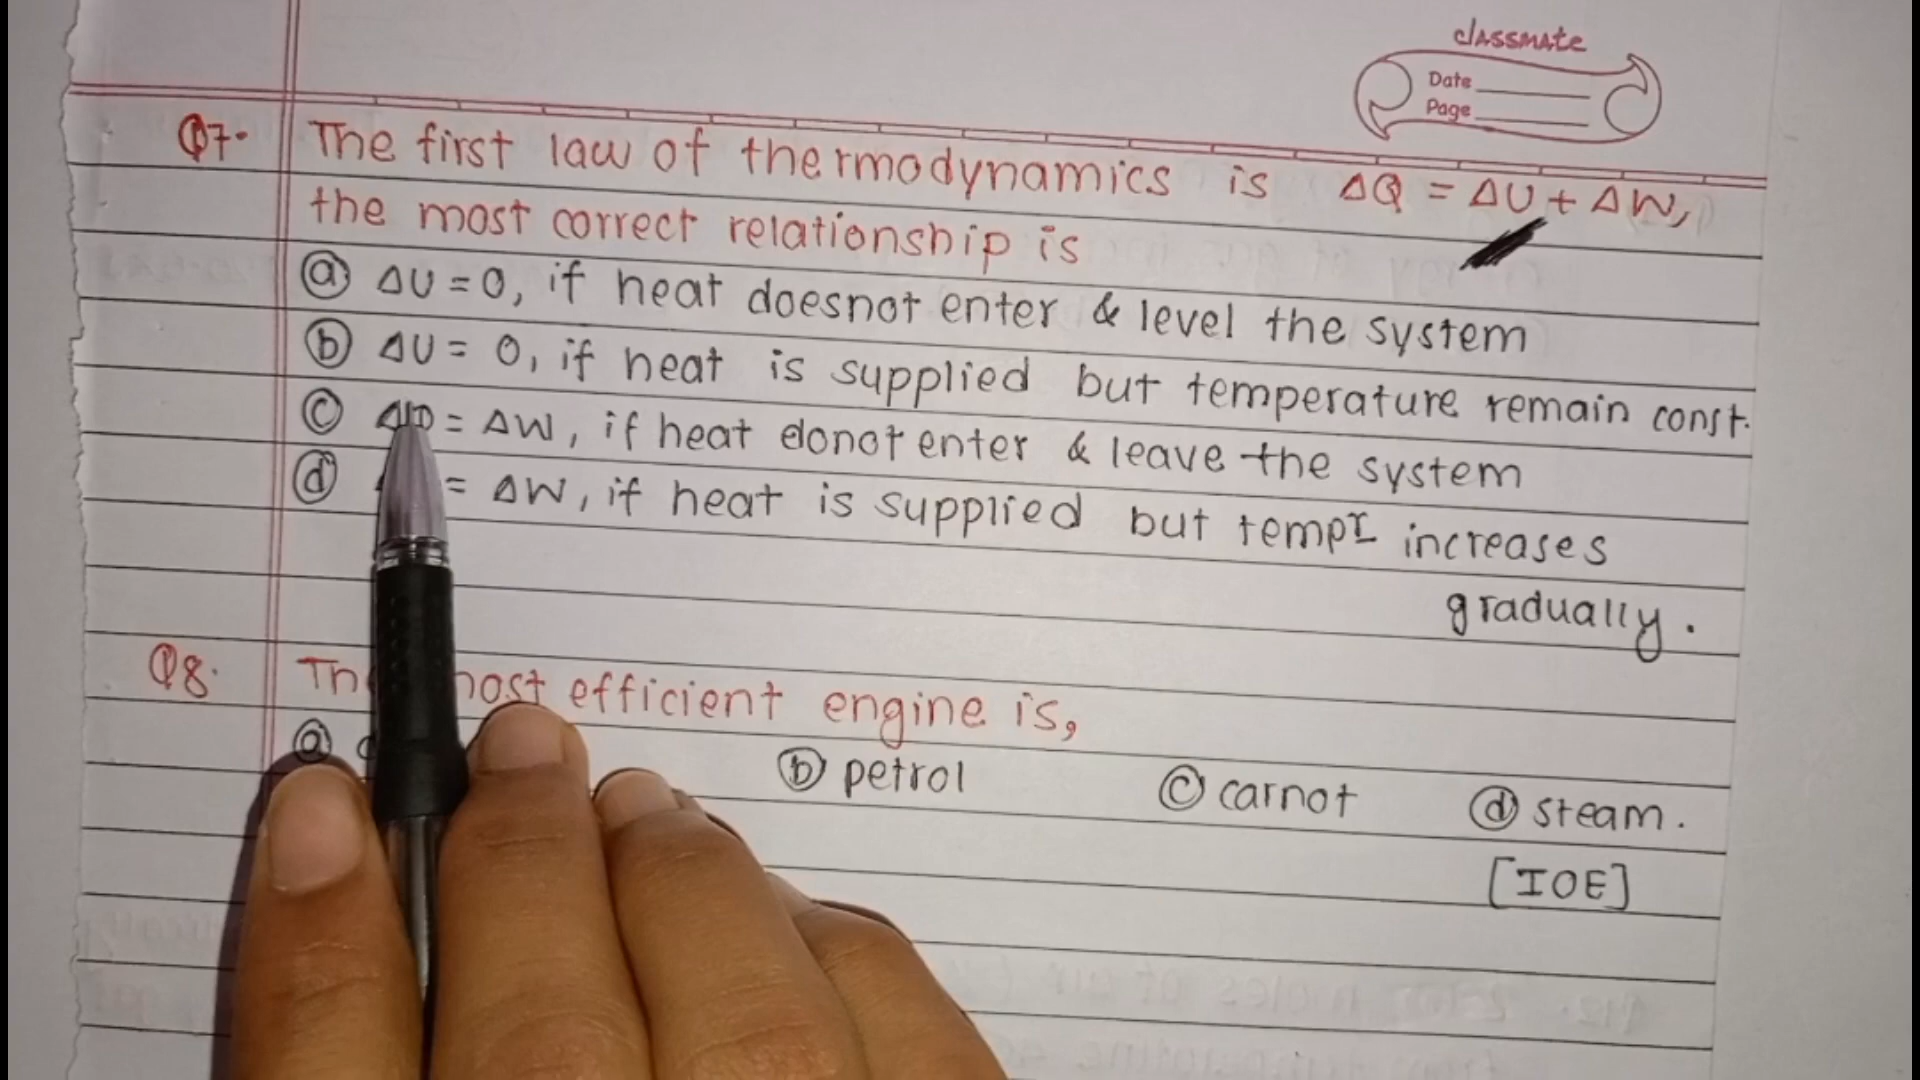 classmate
Date
Page
Q7. The first law of thermodynamics is ΔQ = ΔU + ΔW,
the most correct relationship is
ⓐ ΔU = 0, if heat doesnot enter & level the system
ⓑ ΔU = 0, if heat is supplied but temperature remain const.
ⓒ = ΔW, if heat donot enter & leave the system
ⓓ = ΔW, if heat is supplied but tempr increases
gradually.
Q8. most efficient engine is,
ⓐ ⓑ petrol ⓒ carnot ⓓ steam.
[IOE]